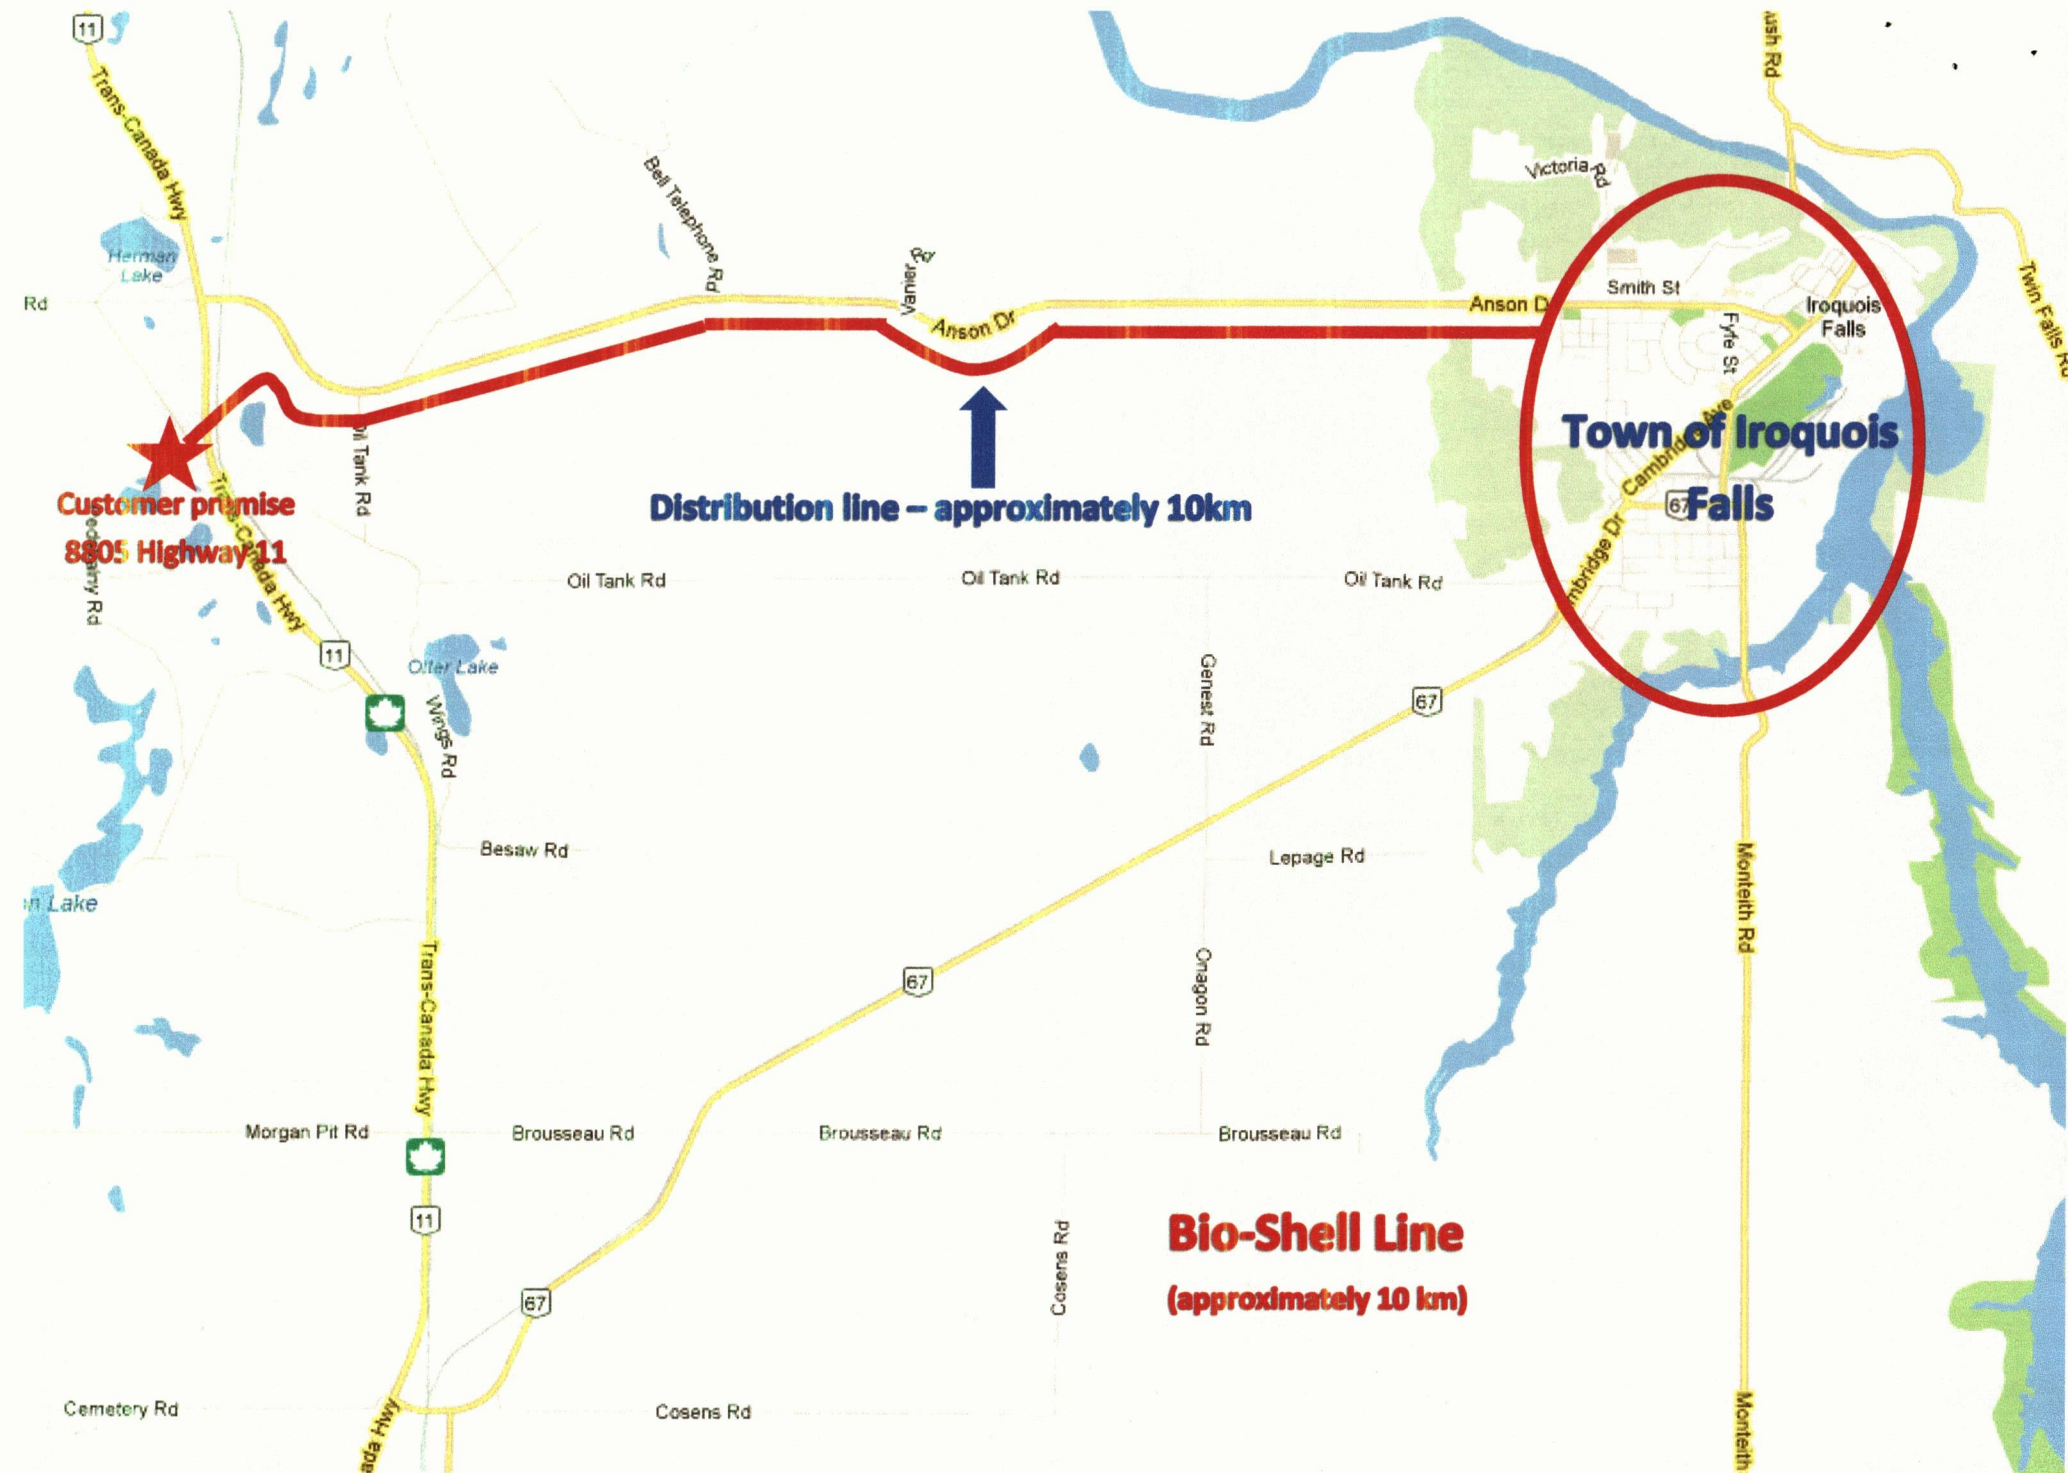 11
Trans-Canada Hwy
Herman
Lake
Rd
Bell Telephone Rd
Vanier Rd
Anson Dr
Anson D
Victoria Rd
Smith St
Fyfe St
Iroquois
Falls
Twin Falls Rd
ush Rd
Town of Iroquois
Falls
Cambridge Ave
67
mbridge Dr
Customer premise
8805 Highway 11
Oil Tank Rd
Trans-Canada Hwy
Distribution line – approximately 10km
Oil Tank Rd
Oil Tank Rd
Oil Tank Rd
11
Otter Lake
Wings Rd
Genest Rd
67
Besaw Rd
Lepage Rd
n Lake
Trans-Canada Hwy
67
Onagon Rd
Monteith Rd
Morgan Pit Rd
Brousseau Rd
Brousseau Rd
Brousseau Rd
11
67
Cosens Rd
Bio-Shell Line
(approximately 10 km)
Cemetery Rd
ada Hwy
Cosens Rd
Monteith